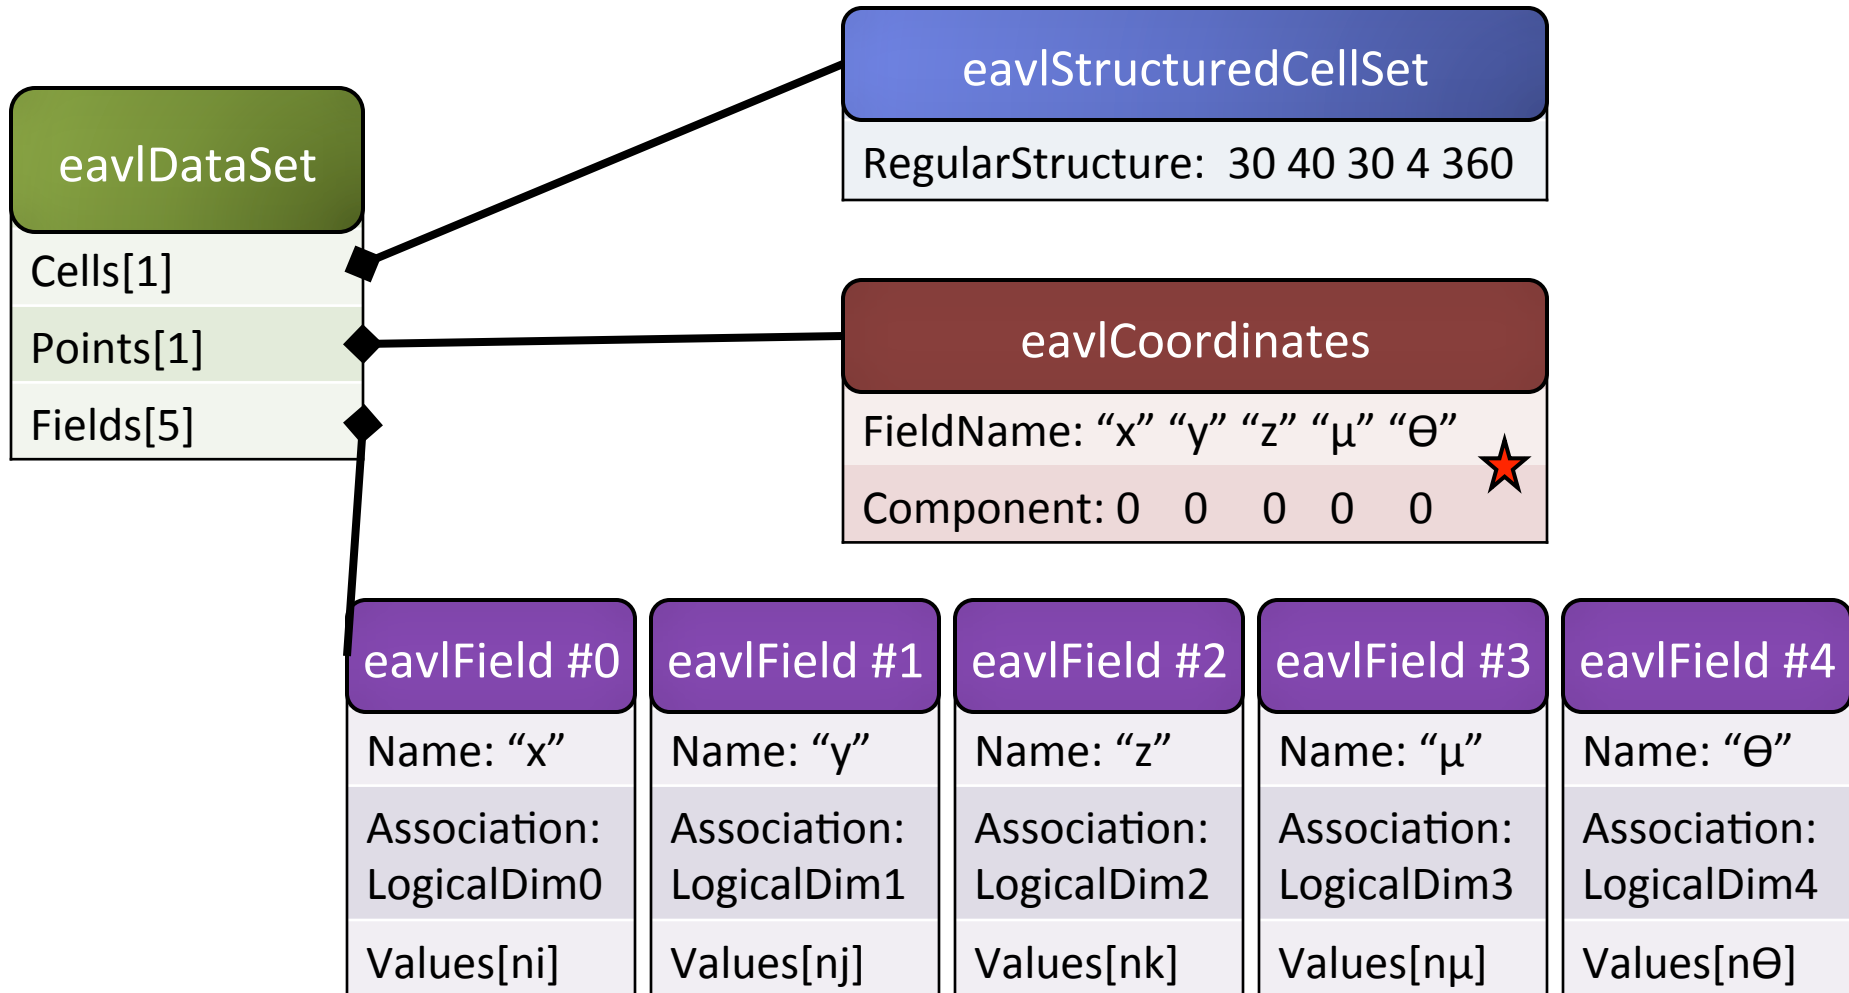 eavlDataSet
Cells[1]
Points[1]
Fields[5]
eavlStructuredCellSet
RegularStructure: 30 40 30 4 360
eavlCoordinates
FieldName: “x” “y” “z” “μ” “ϴ”
Component: 0 0 0 0 0
eavlField #0
Name: “x”
Association:
LogicalDim0
Values[ni]
eavlField #1
Name: “y”
Association:
LogicalDim1
Values[nj]
eavlField #2
Name: “z”
Association:
LogicalDim2
Values[nk]
eavlField #3
Name: “μ”
Association:
LogicalDim3
Values[nμ]
eavlField #4
Name: “ϴ”
Association:
LogicalDim4
Values[nϴ]